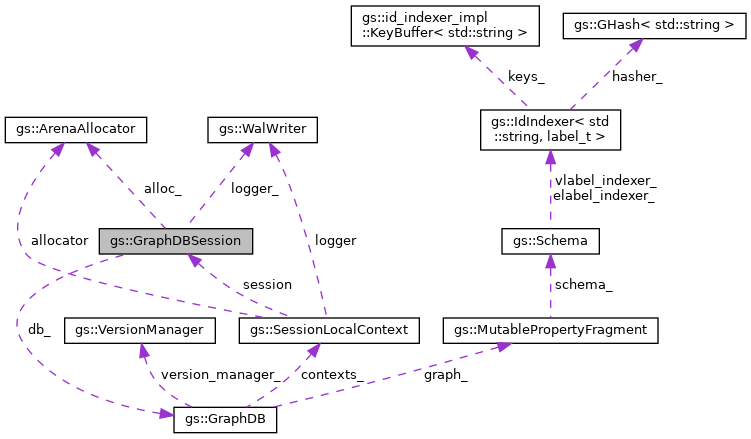 gs::id_indexer_impl
::KeyBuffer< std::string >
gs::GHash< std::string >
keys_
hasher_
gs::ArenaAllocator
gs::WalWriter
gs::IdIndexer< std
::string, label_t >
alloc_
logger_
vlabel_indexer_
elabel_indexer_
allocator
gs::GraphDBSession
logger
gs::Schema
session
schema_
db_
gs::VersionManager
gs::SessionLocalContext
gs::MutablePropertyFragment
version_manager_
contexts_
graph_
gs::GraphDB